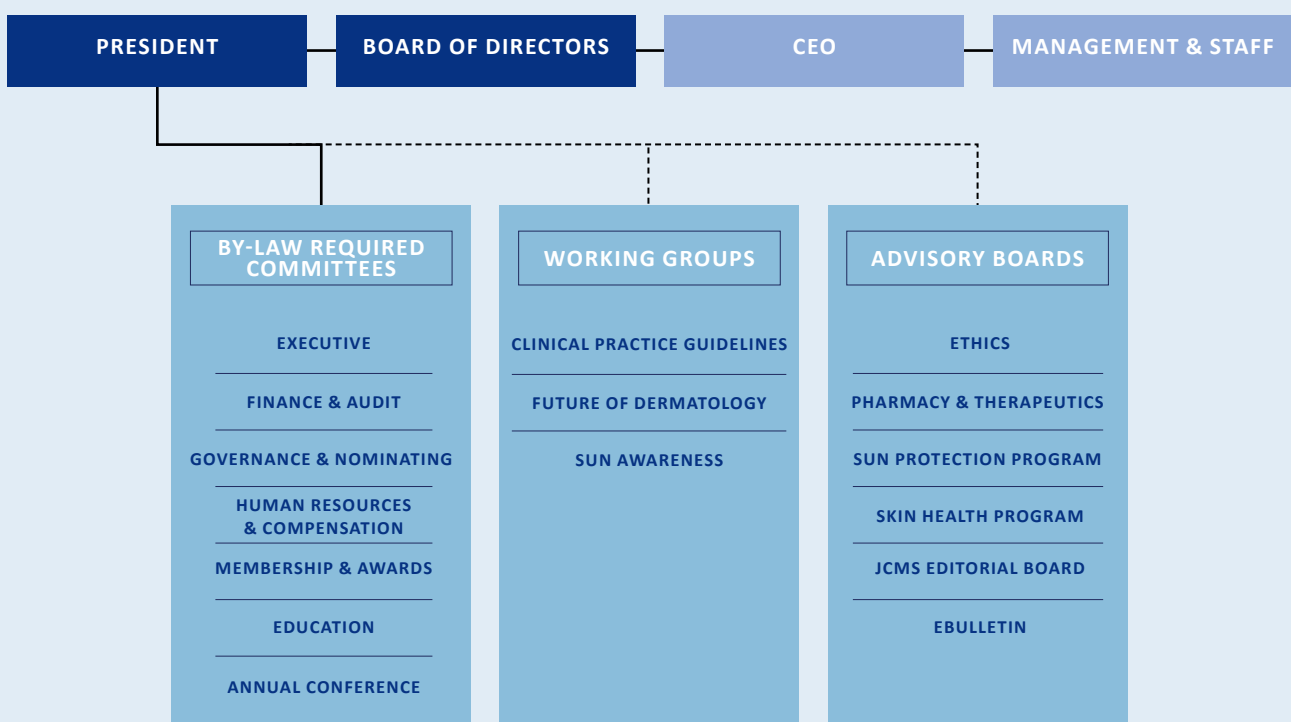 PRESIDENT
BOARD OF DIRECTORS
CEO
MANAGEMENT & STAFF
BY-LAW REQUIRED
COMMITTEES
EXECUTIVE
FINANCE & AUDIT
GOVERNANCE & NOMINATING
HUMAN RESOURCES
& COMPENSATION
MEMBERSHIP & AWARDS
EDUCATION
ANNUAL CONFERENCE
WORKING GROUPS
CLINICAL PRACTICE GUIDELINES
FUTURE OF DERMATOLOGY
SUN AWARENESS
ADVISORY BOARDS
ETHICS
PHARMACY & THERAPEUTICS
SUN PROTECTION PROGRAM
SKIN HEALTH PROGRAM
JCMS EDITORIAL BOARD
EBULLETIN